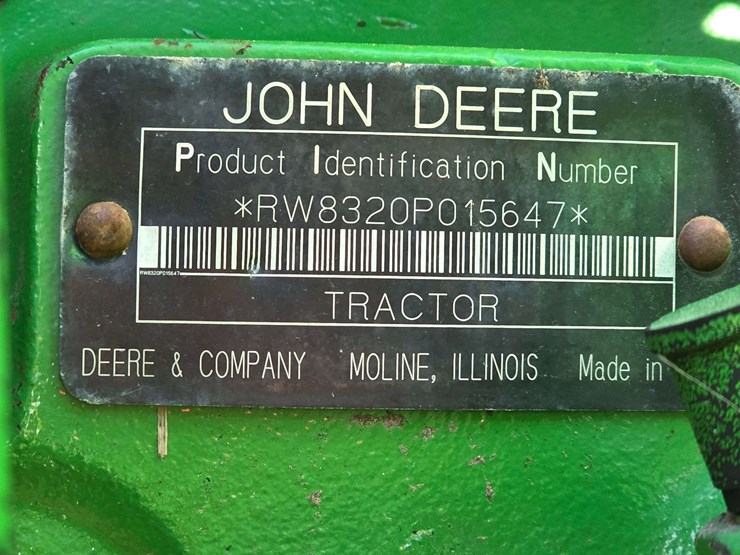 JOHN DEERE
Product Identification Number
*RW8320P015647*
RW8320P015647
TRACTOR
DEERE & COMPANY MOLINE, ILLINOIS Made in